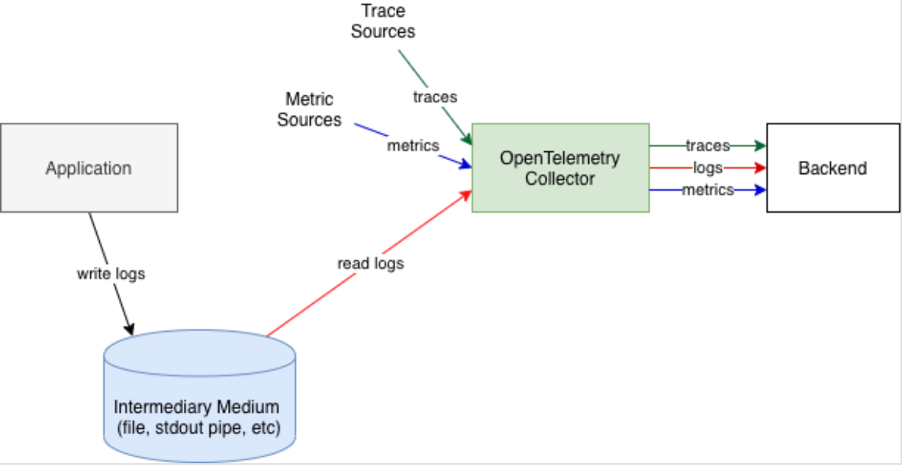 Trace
Sources
traces
Metric
Sources
metrics
Application
OpenTelemetry
Collector
traces
logs
metrics
Backend
write logs
read logs
Intermediary Medium
(file, stdout pipe, etc)